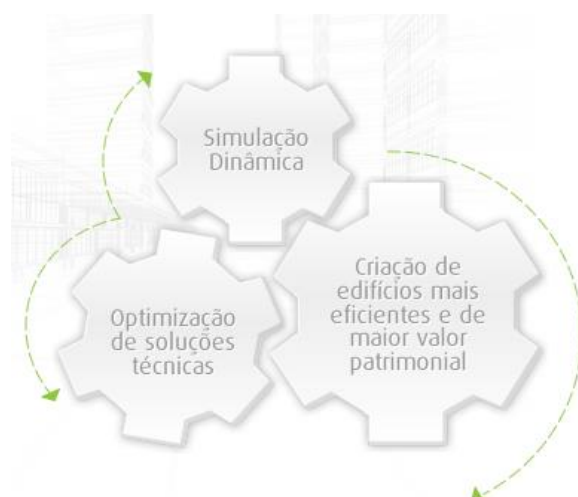 Simulação
Dinâmica
Criação de
edifícios mais
eficientes e de
maior valor
patrimonial
Optimização
de soluções
técnicas